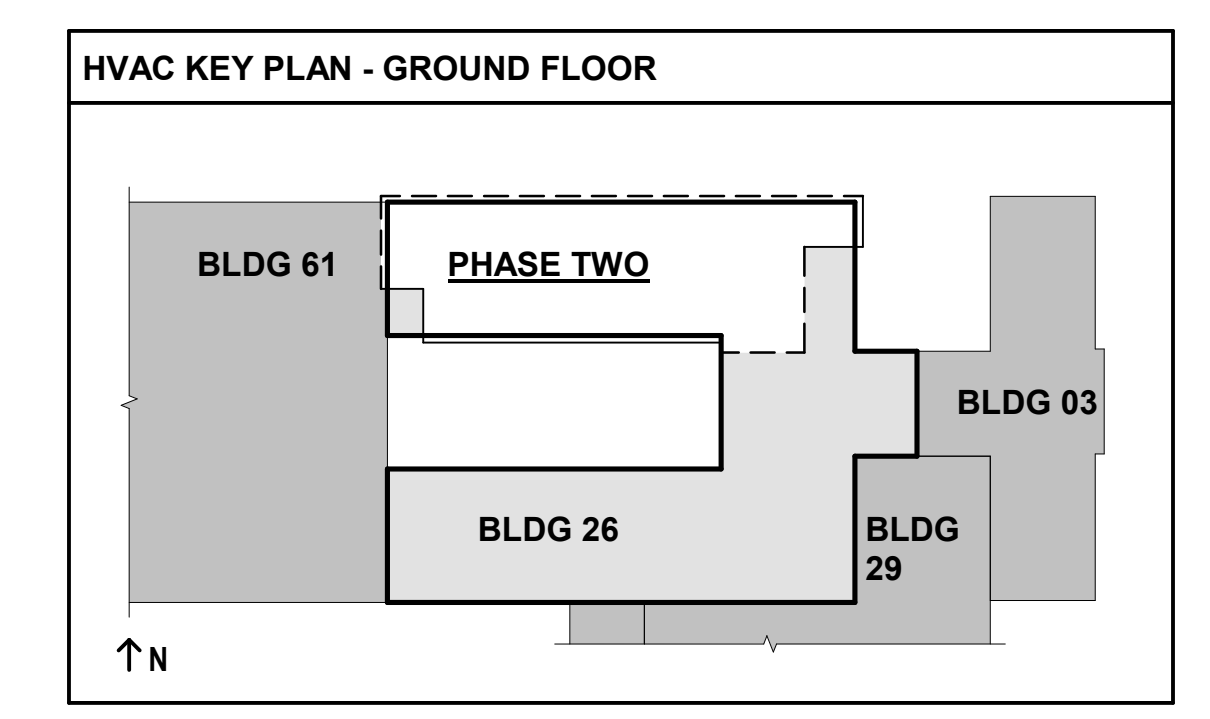 HVAC KEY PLAN - GROUND FLOOR
BLDG 61
PHASE TWO
BLDG 03
BLDG 26
BLDG
29
N